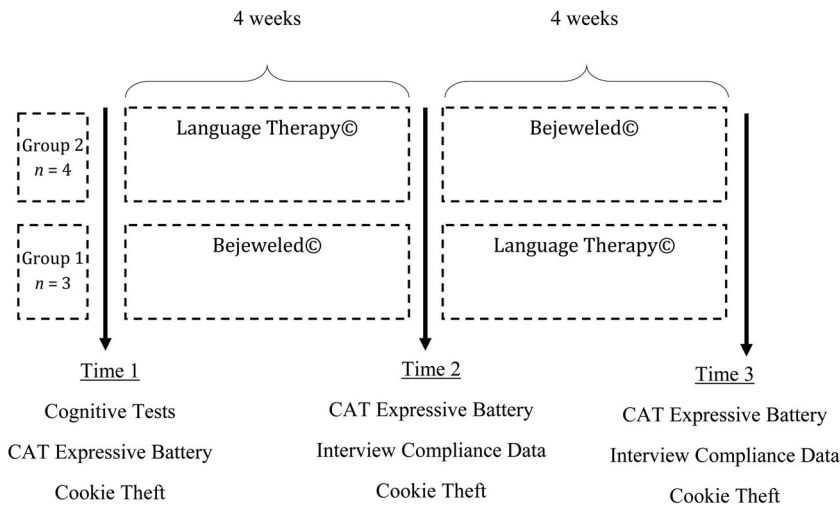 4 weeks
4 weeks
Group 2
n = 4
Language Therapy©
Bejeweled©
Group 1
n = 3
Bejeweled©
Language Therapy©
Time 1
Cognitive Tests
CAT Expressive Battery
Cookie Theft
Time 2
CAT Expressive Battery
Interview Compliance Data
Cookie Theft
Time 3
CAT Expressive Battery
Interview Compliance Data
Cookie Theft